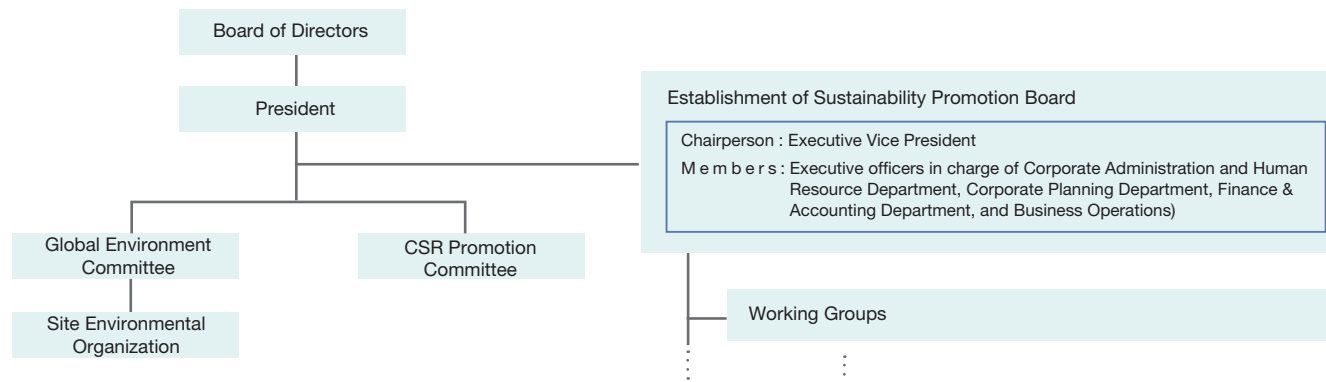 Board of Directors
President
Establishment of Sustainability Promotion Board
Chairperson : Executive Vice President
Members : Executive officers in charge of Corporate Administration and Human
Resource Department, Corporate Planning Department, Finance &
Accounting Department, and Business Operations)
Global Environment
Committee
CSR Promotion
Committee
Site Environmental
Organization
Working Groups